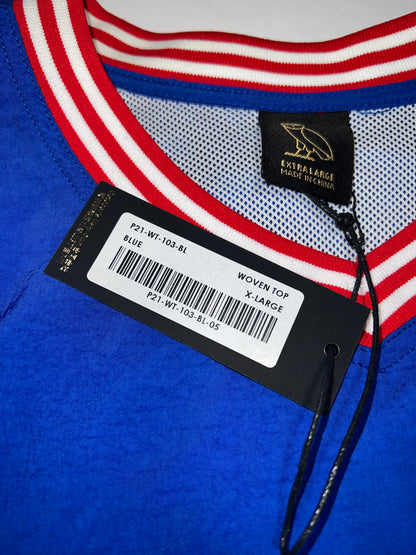 EXTRA LARGE
MADE IN CHINA
P21-WT-103-BL
BLUE
WOVEN TOP
X-LARGE
P21-WT-103-BL-05